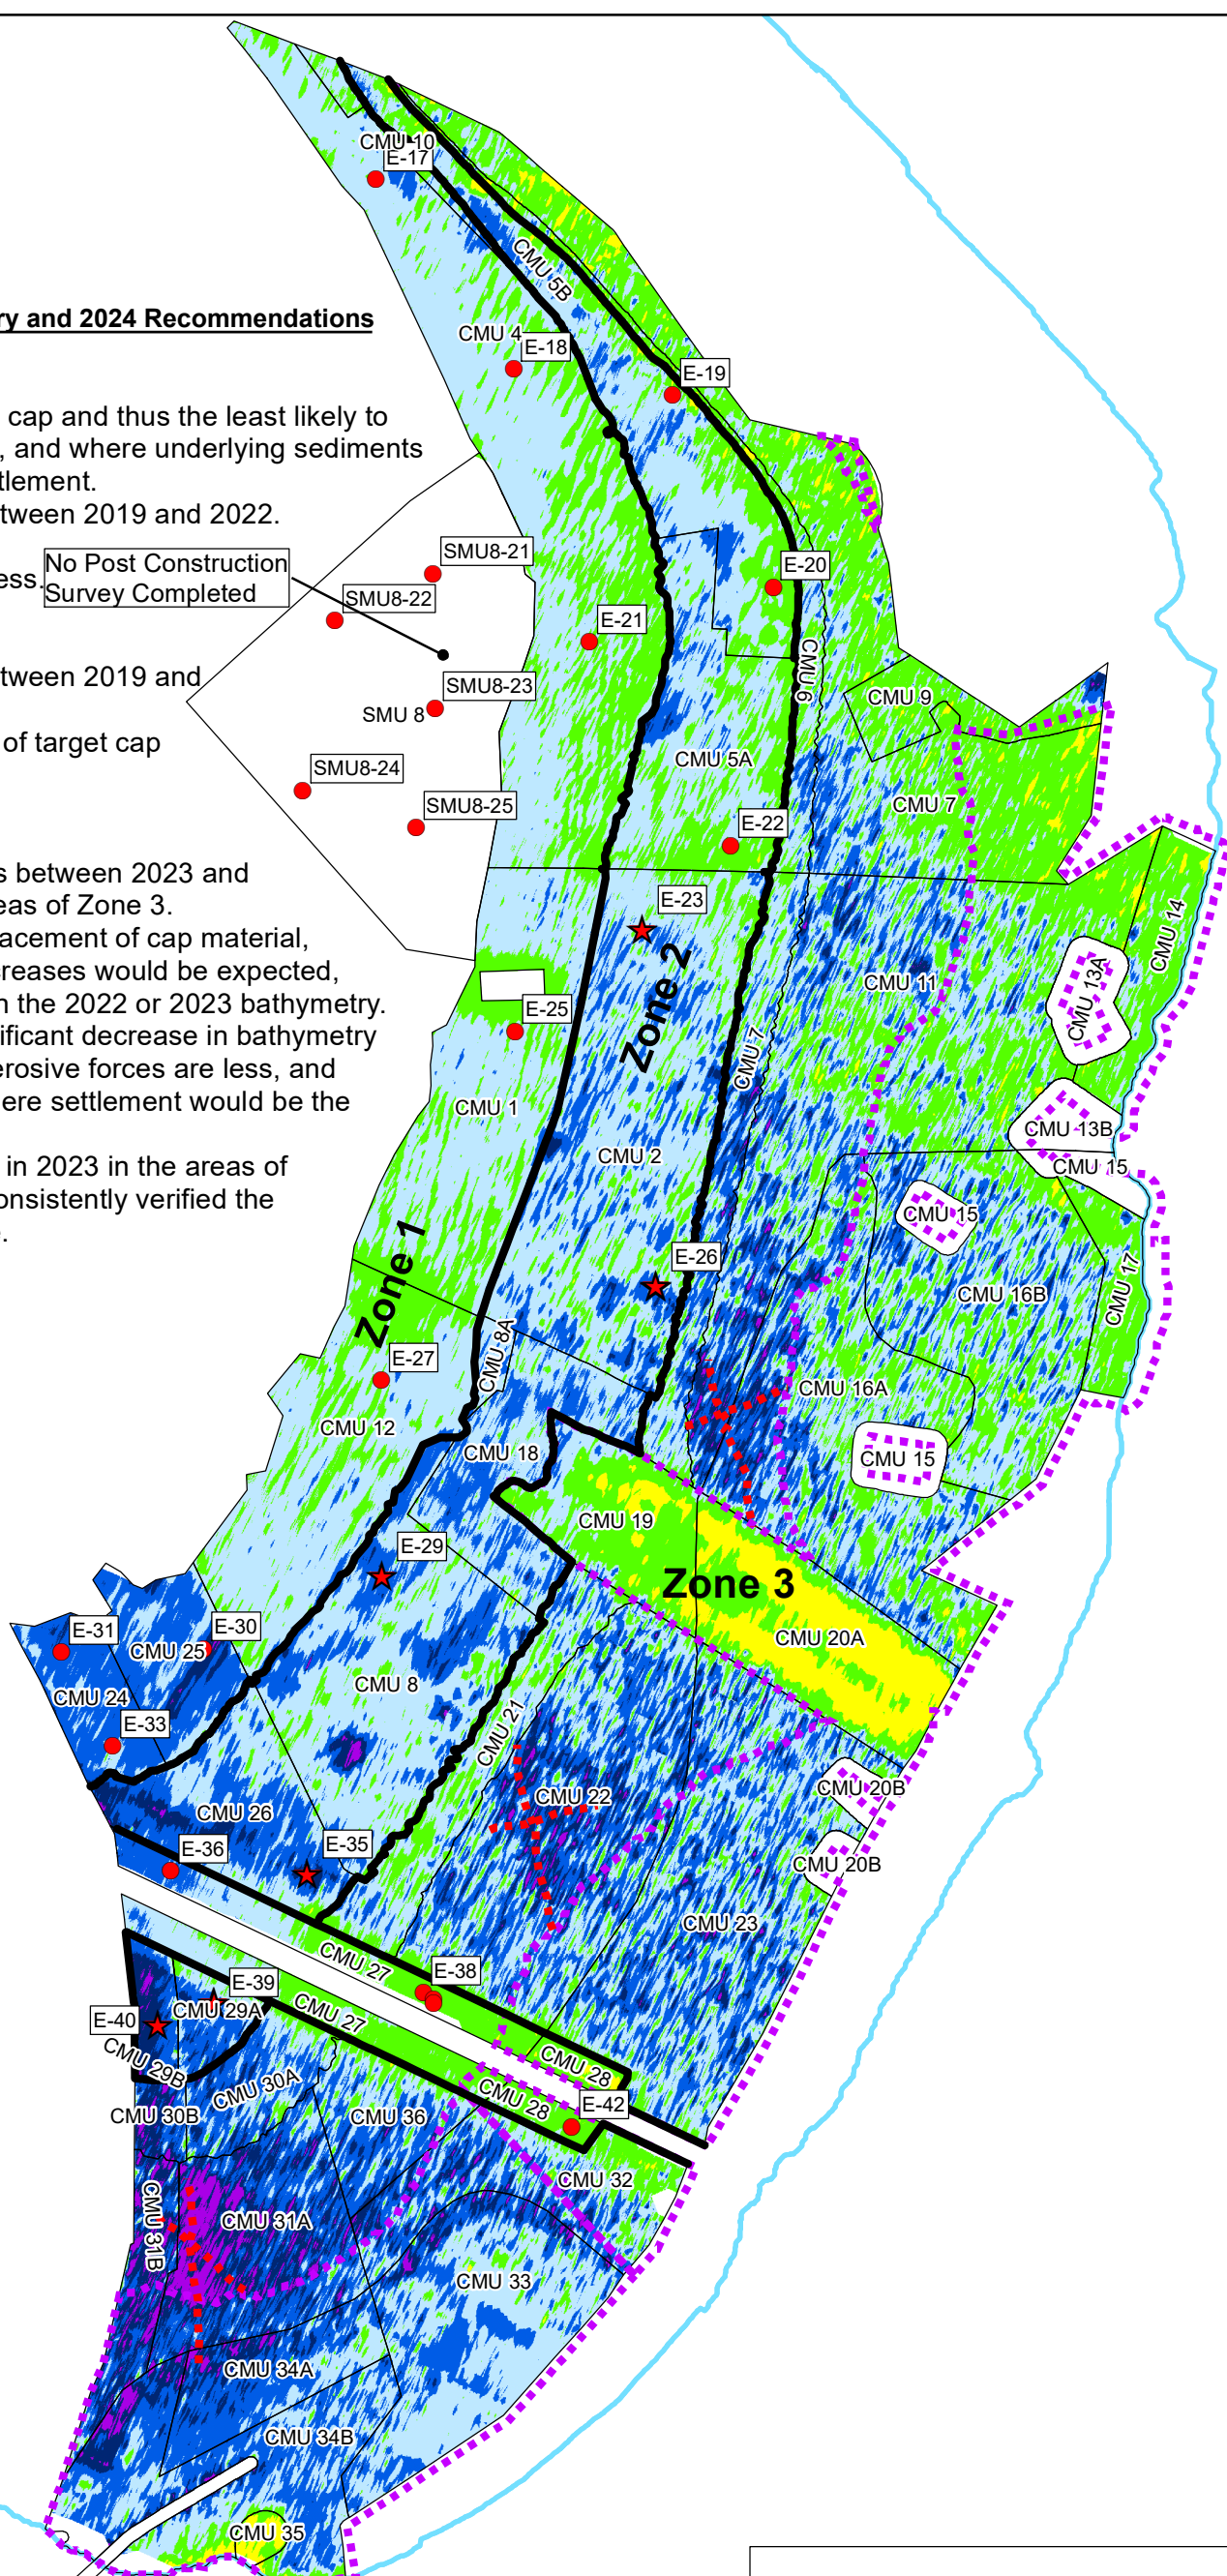 ry and 2024 Recommendations
cap and thus the least likely to
, and where underlying sediments
tlement.
tween 2019 and 2022.
ess.
No Post Construction
Survey Completed
tween 2019 and
of target cap
s between 2023 and
eas of Zone 3.
acement of cap material,
creases would be expected,
n the 2022 or 2023 bathymetry.
ificant decrease in bathymetry
erosive forces are less, and
ere settlement would be the
in 2023 in the areas of
onsistently verified the
CMU 10
E-17
CMU 5B
CMU 4
E-18
E-19
SMU8-21
E-20
SMU8-22
E-21
CMU 6
SMU8-23
CMU 9
SMU 8
CMU 5A
SMU8-24
SMU8-25
CMU 7
E-22
E-23
CMU 14
Zone 2
CMU 11
CMU 13A
E-25
CMU 7
CMU 1
CMU 13B
CMU 2
CMU 15
CMU 15
E-26
Zone 1
CMU 16B
CMU 17
CMU 8A
E-27
CMU 16A
CMU 12
CMU 18
CMU 15
CMU 19
E-29
Zone 3
E-31
E-30
CMU 25
CMU 20A
CMU 24
CMU 8
E-33
CMU 21
CMU 20B
CMU 22
CMU 26
E-36
E-35
CMU 20B
CMU 23
CMU 27
E-38
E-39
CMU 29A
E-40
CMU 27
CMU 29B
CMU 28
CMU 30A
CMU 28
E-42
CMU 30B
CMU 36
CMU 32
CMU 31B
CMU 31A
CMU 33
CMU 34A
CMU 34B
CMU 35